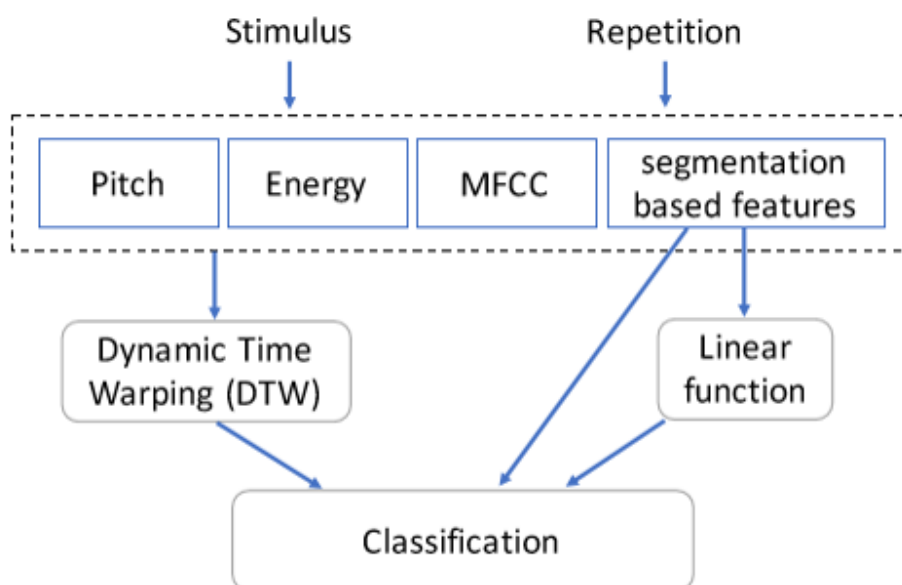 Stimulus
Repetition
Pitch
Energy
MFCC
segmentation
based features
Dynamic Time
Warping (DTW)
Linear
function
Classification